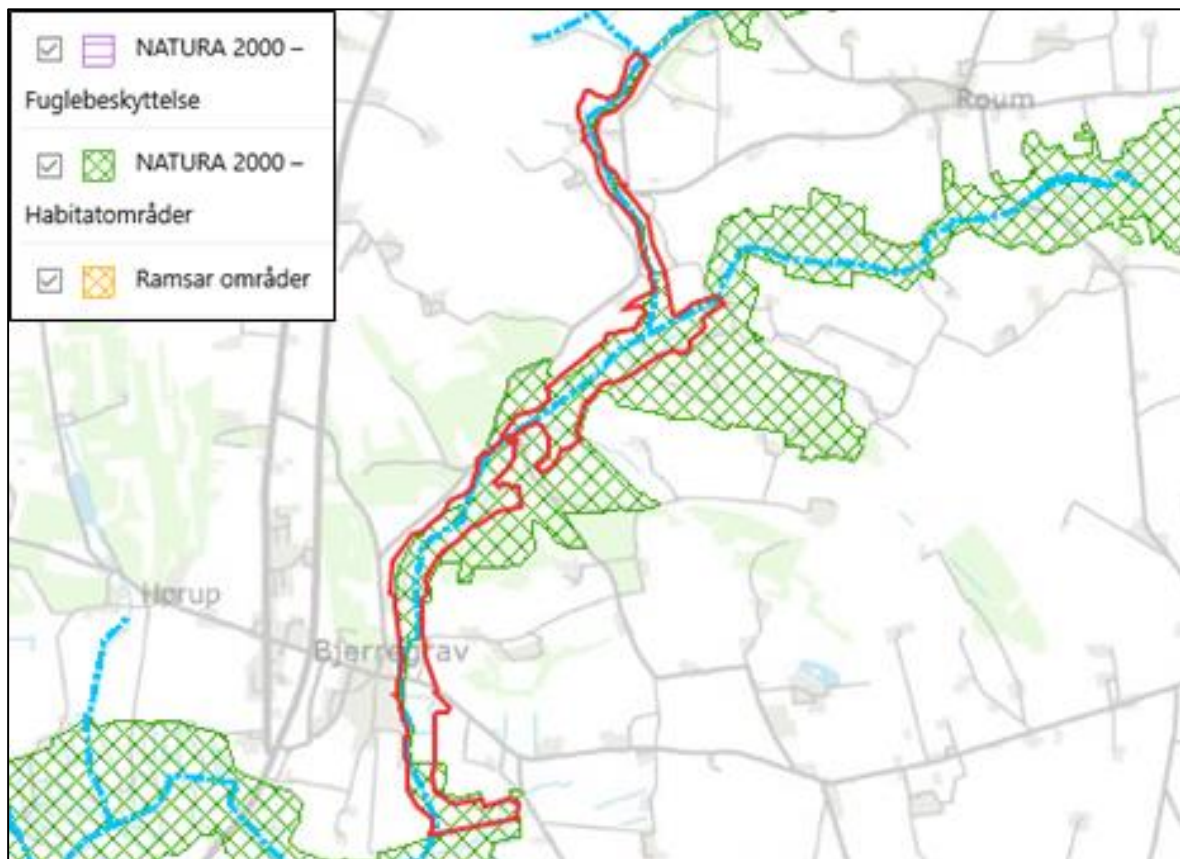 NATURA 2000 –
Fuglebeskyttelse
NATURA 2000 –
Habitatområder
Ramsar områder
Roum
Hørup
Bjerregrav